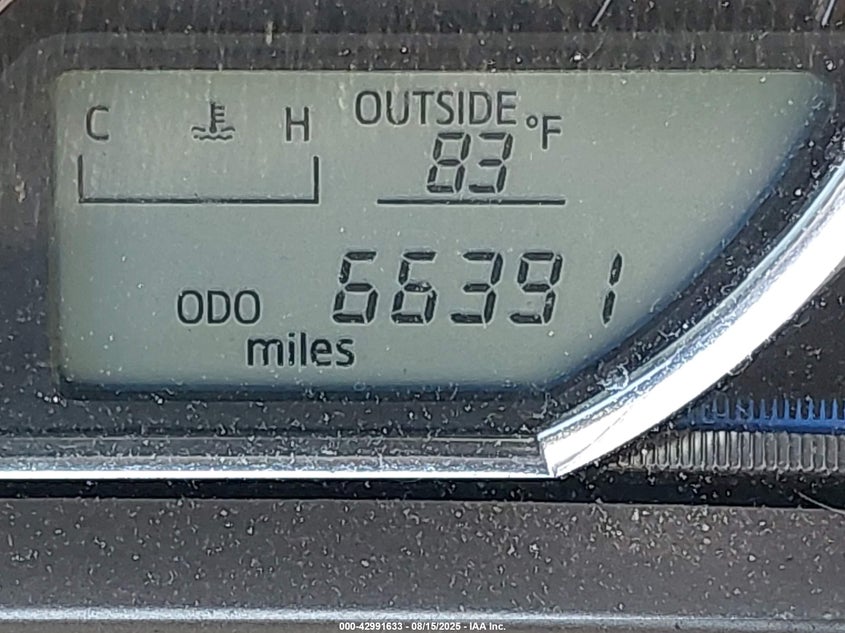 C H OUTSIDE °F
83
ODO 66391
miles
000-42991633 - 08/15/2025 - IAA Inc.